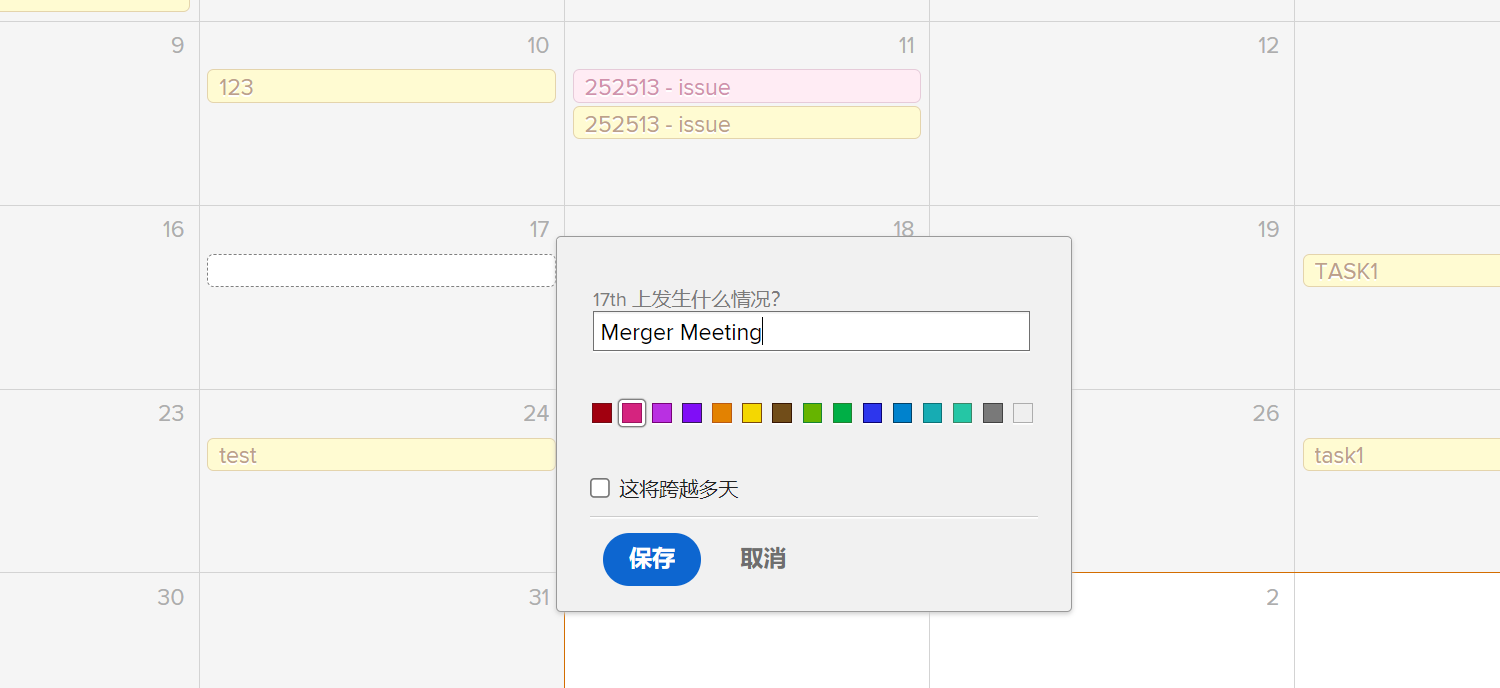 9 10 11 12
123 252513 - issue
252513 - issue
16 17 18 19
TASK1
17th 上发生什么情况?
Merger Meeting
23 24 26
test task1
这将跨越多天
保存 取消
30 31 2